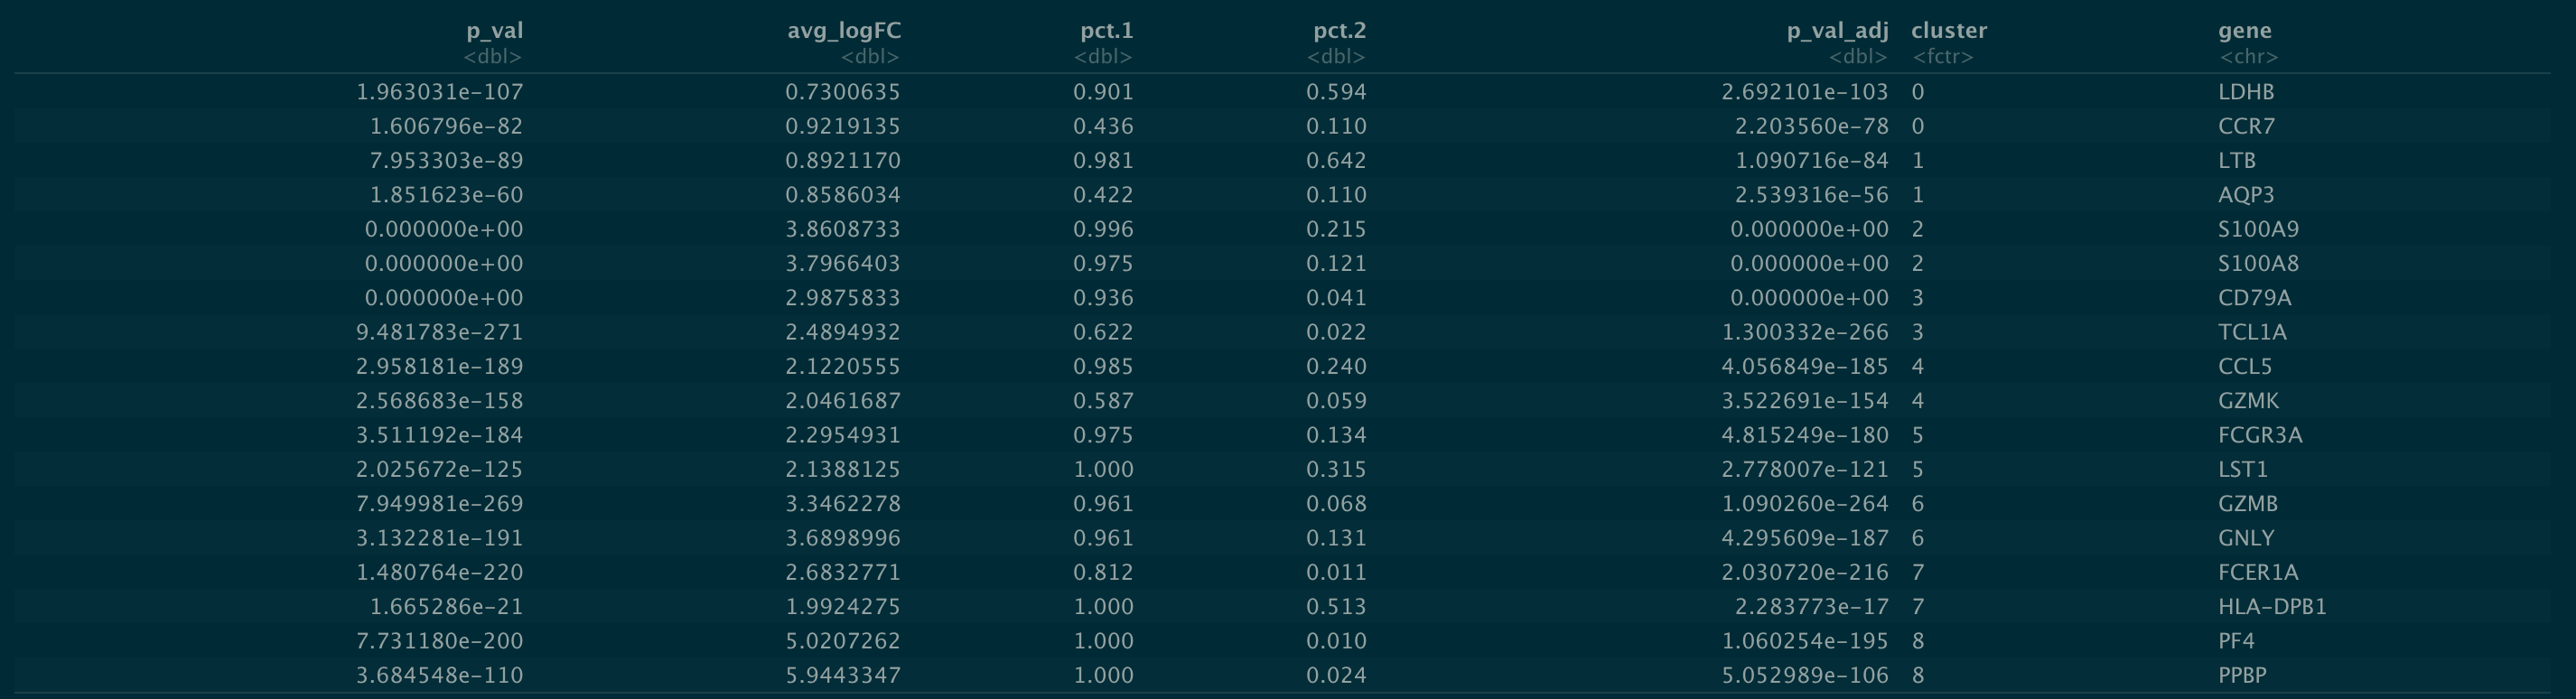 p_val avg_logFC pct.1 pct.2 p_val_adj cluster gene
<dbl> <dbl> <dbl> <dbl> <dbl> <fctr> <chr>
1.963031e-107 0.7300635 0.901 0.594 2.692101e-103 0 LDHB
1.606796e-82 0.9219135 0.436 0.110 2.203560e-78 0 CCR7
7.953303e-89 0.8921170 0.981 0.642 1.090716e-84 1 LTB
1.851623e-60 0.8586034 0.422 0.110 2.539316e-56 1 AQP3
0.000000e+00 3.8608733 0.996 0.215 0.000000e+00 2 S100A9
0.000000e+00 3.7966403 0.975 0.121 0.000000e+00 2 S100A8
0.000000e+00 2.9875833 0.936 0.041 0.000000e+00 3 CD79A
9.481783e-271 2.4894932 0.622 0.022 1.300332e-266 3 TCL1A
2.958181e-189 2.1220555 0.985 0.240 4.056849e-185 4 CCL5
2.568683e-158 2.0461687 0.587 0.059 3.522691e-154 4 GZMK
3.511192e-184 2.2954931 0.975 0.134 4.815249e-180 5 FCGR3A
2.025672e-125 2.1388125 1.000 0.315 2.778007e-121 5 LST1
7.949981e-269 3.3462278 0.961 0.068 1.090260e-264 6 GZMB
3.132281e-191 3.6898996 0.961 0.131 4.295609e-187 6 GNLY
1.480764e-220 2.6832771 0.812 0.011 2.030720e-216 7 FCER1A
1.665286e-21 1.9924275 1.000 0.513 2.283773e-17 7 HLA-DPB1
7.731180e-200 5.0207262 1.000 0.010 1.060254e-195 8 PF4
3.684548e-110 5.9443347 1.000 0.024 5.052989e-106 8 PPBP